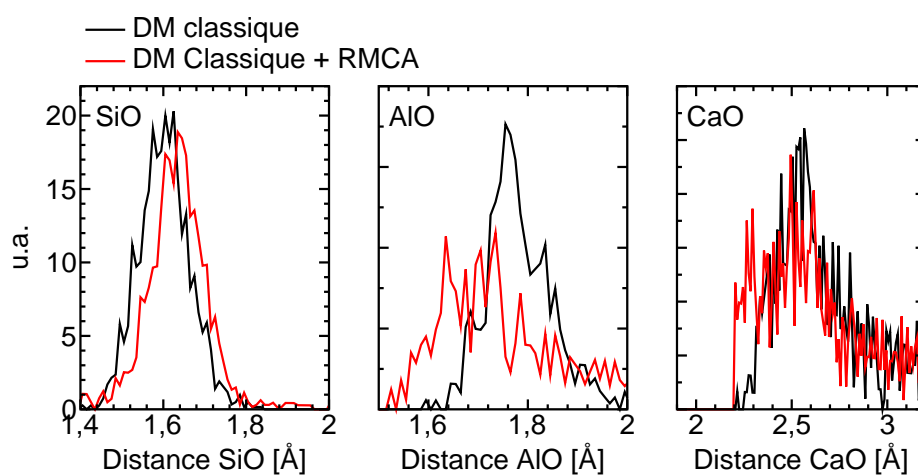 DM classique
DM Classique + RMCA
SiO
AlO
CaO
u.a.
20
15
10
5
0
1,4 1,6 1,8 2
1,6 1,8 2
2 2,5 3
Distance SiO [Å]
Distance AlO [Å]
Distance CaO [Å]